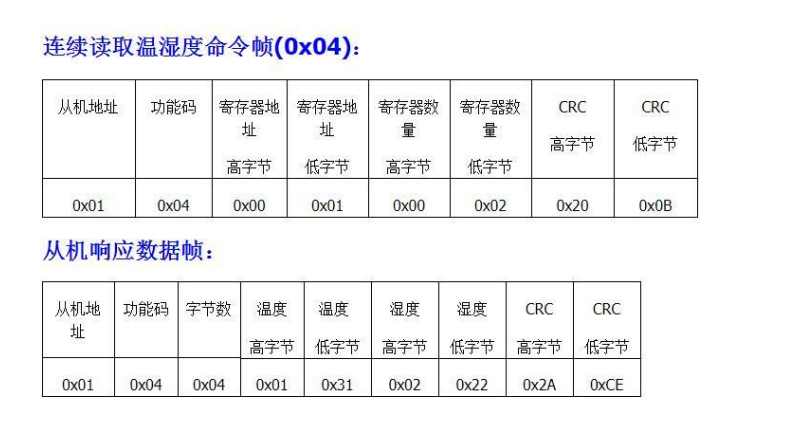 连续读取温湿度命令帧(0x04):
从机地址 功能码 寄存器地址 高字节 寄存器地址 低字节 寄存器数量 高字节 寄存器数量 低字节 CRC 高字节 CRC 低字节
0x01 0x04 0x00 0x01 0x00 0x02 0x20 0x0B
从机响应数据帧：
从机地址 功能码 字节数 温度 高字节 温度 低字节 湿度 高字节 湿度 低字节 CRC 高字节 CRC 低字节
0x01 0x04 0x04 0x01 0x31 0x02 0x22 0x2A 0xCE